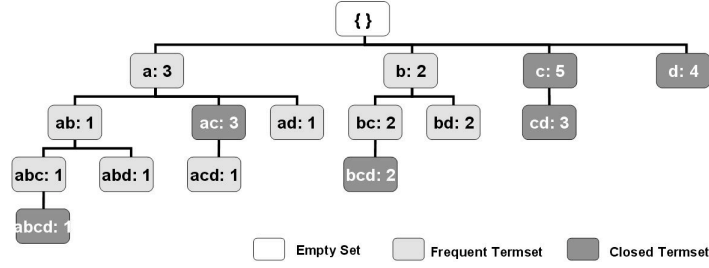 { }
a: 3 b: 2 c: 5 d: 4
ab: 1 ac: 3 ad: 1 bc: 2 bd: 2 cd: 3
abc: 1 abd: 1 acd: 1 bcd: 2
abcd: 1
Empty Set Frequent Termset Closed Termset